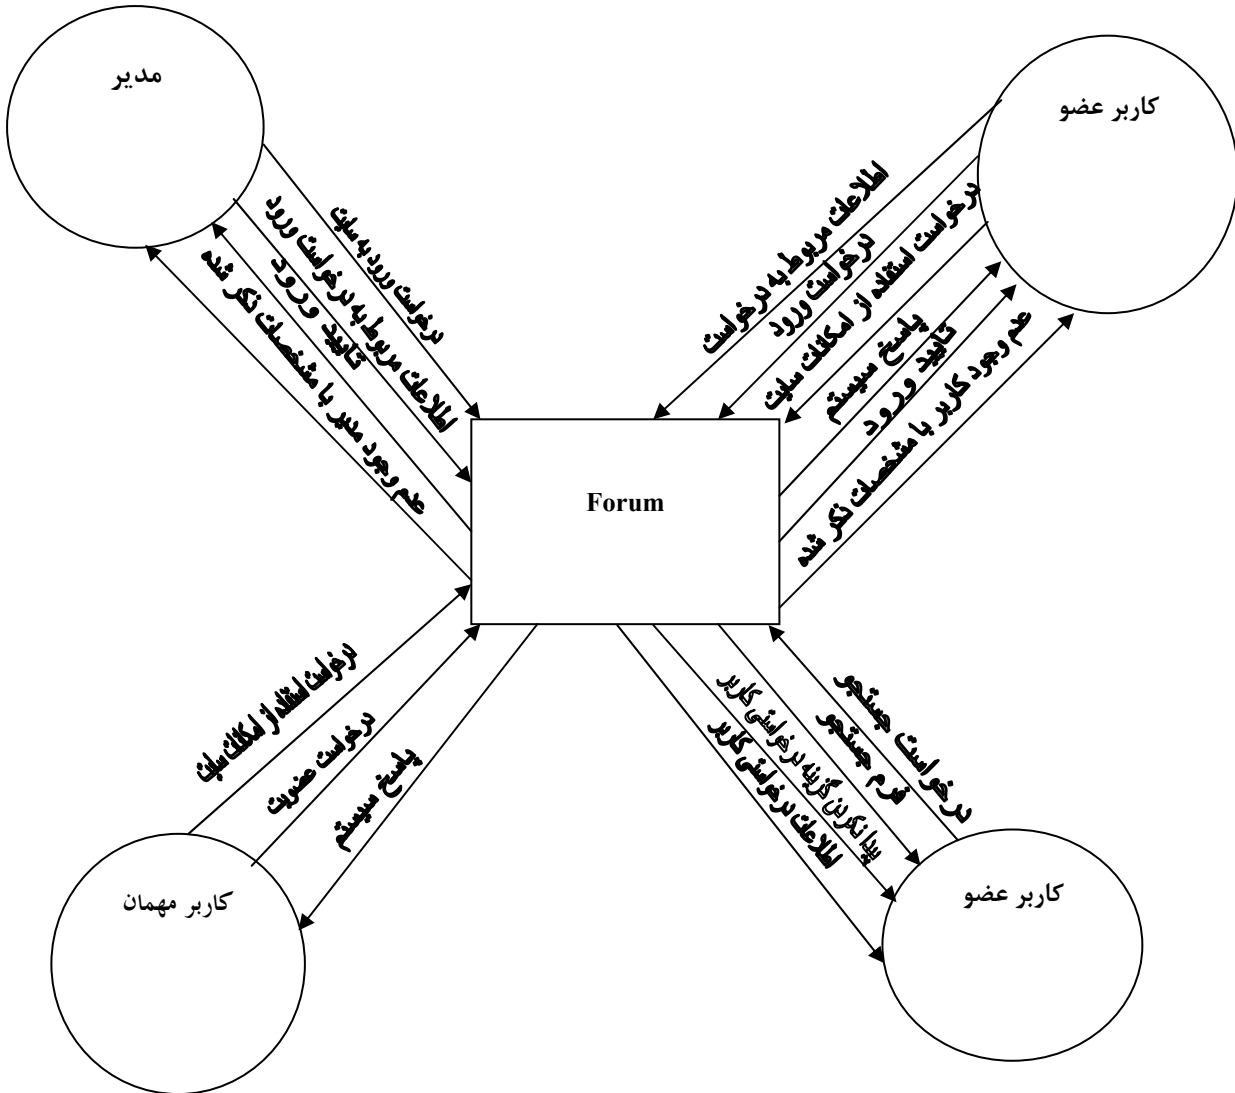 مدیر
کاربر عضو
درخواست ورود به سایت
اطلاعات مربوط به درخواست ورود
تایید ورود
عدم وجود مدیر با مشخصات ذکر شده
اطلاعات مربوط به درخواست
درخواست ورود
درخواست استفاده از امکانات سایت
پاسخ سیستم
تایید ورود
عدم وجود کاربر با مشخصات ذکر شده
Forum
درخواست استفاده از امکانات سایت
درخواست عضویت
پاسخ سیستم
اطلاعات درخواستی کاربر
پیدا نکردن گزینه درخواستی کاربر
فرم جستجو
درخواست جستجو
کاربر مهمان
کاربر عضو